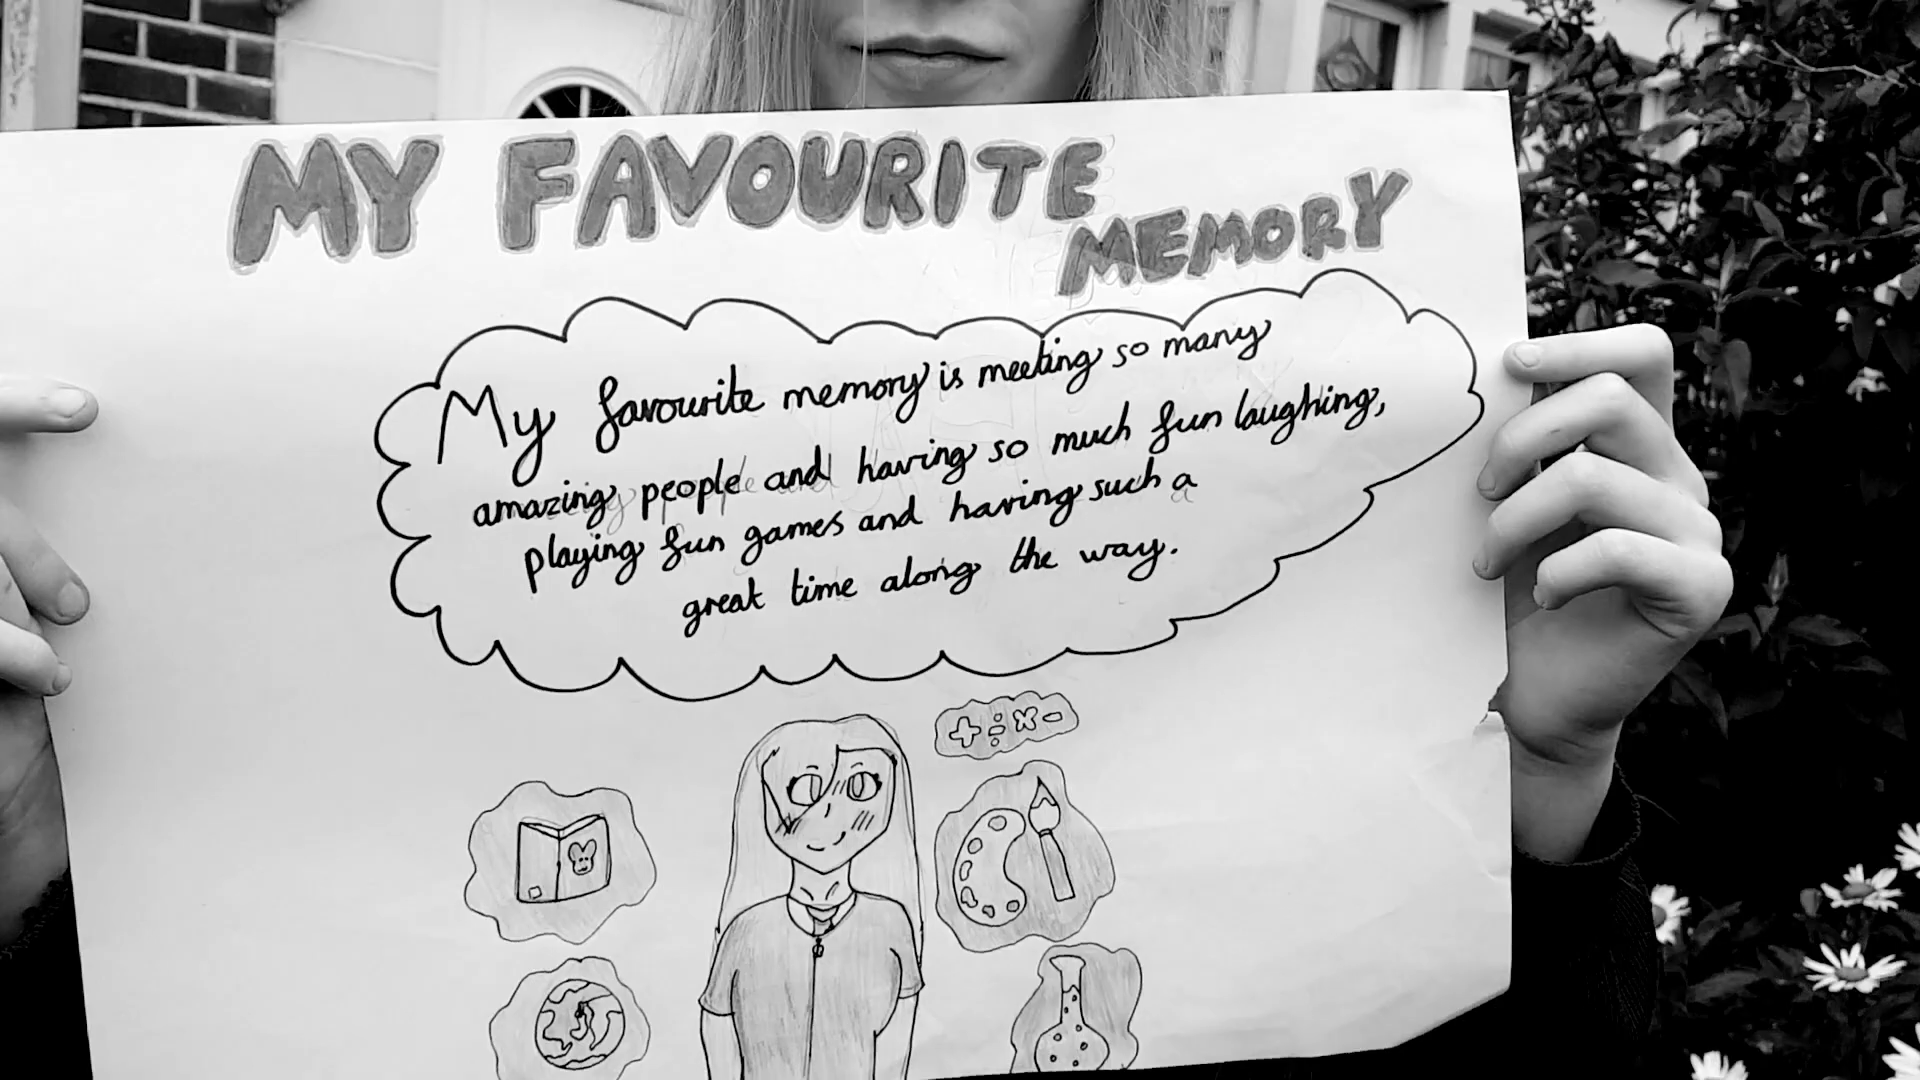 MY FAVOURITE
MEMORY
My favourite memory is meeting so many
amazing people and having so much fun laughing,
playing fun games and having such a
great time along the way.
+ ÷ x -